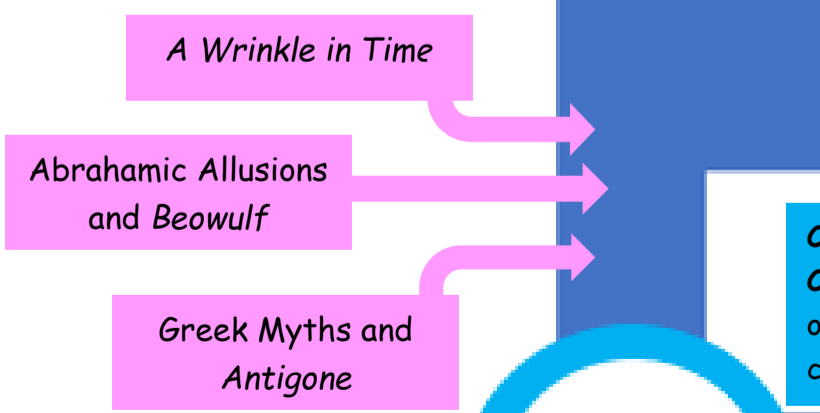 A Wrinkle in Time
Abrahamic Allusions
and Beowulf
Greek Myths and
Antigone